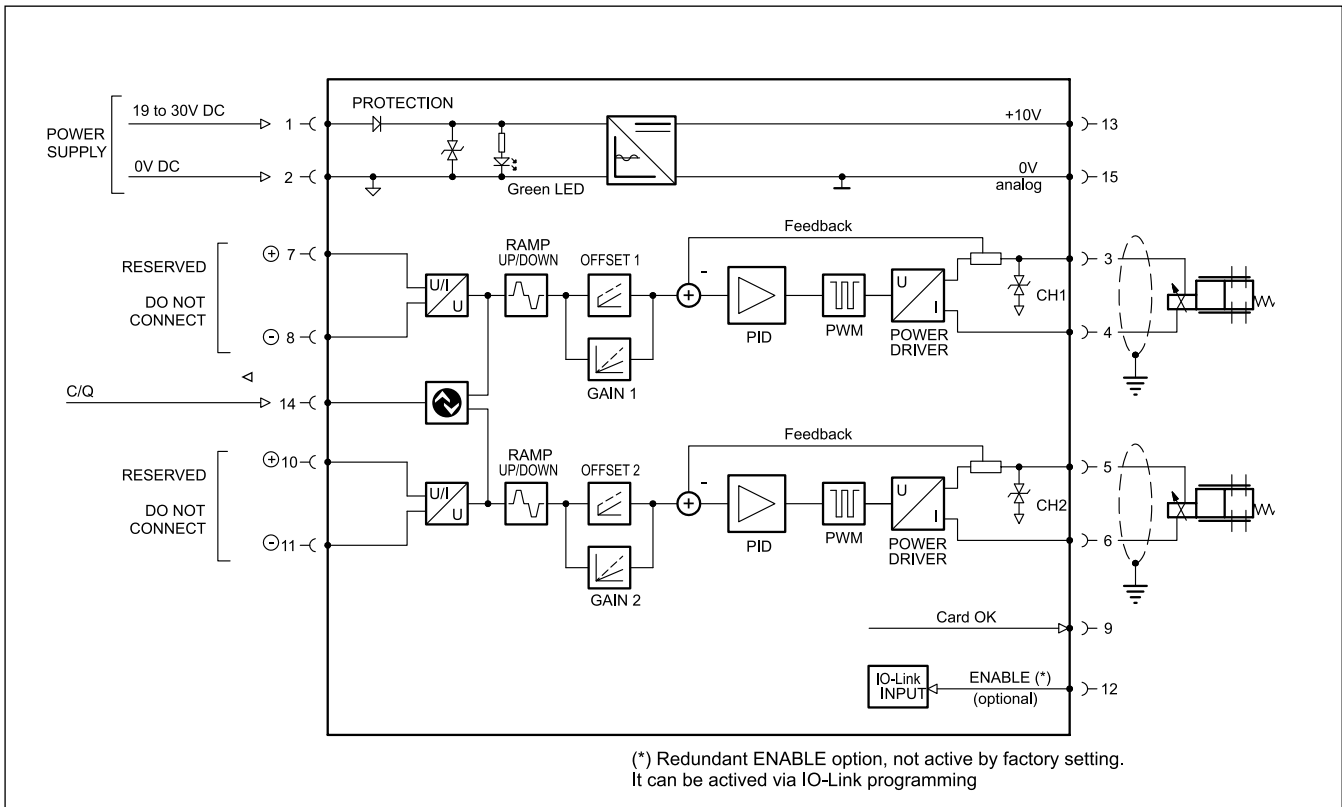 POWER
SUPPLY
19 to 30V DC
1
0V DC
2
PROTECTION
Green LED
+10V
13
0V
analog
15
RESERVED
DO NOT
CONNECT
+ 7
- 8
U/I
U
RAMP
UP/DOWN
OFFSET 1
GAIN 1
Feedback
-
+
PID
PWM
U
I
POWER
DRIVER
CH1
3
4
C/Q
14
RESERVED
DO NOT
CONNECT
+ 10
- 11
U/I
U
RAMP
UP/DOWN
OFFSET 2
GAIN 2
Feedback
-
+
PID
PWM
U
I
POWER
DRIVER
CH2
5
6
Card OK
9
IO-Link
INPUT
ENABLE (*)
(optional)
12
(*) Redundant ENABLE option, not active by factory setting.
It can be actived via IO-Link programming